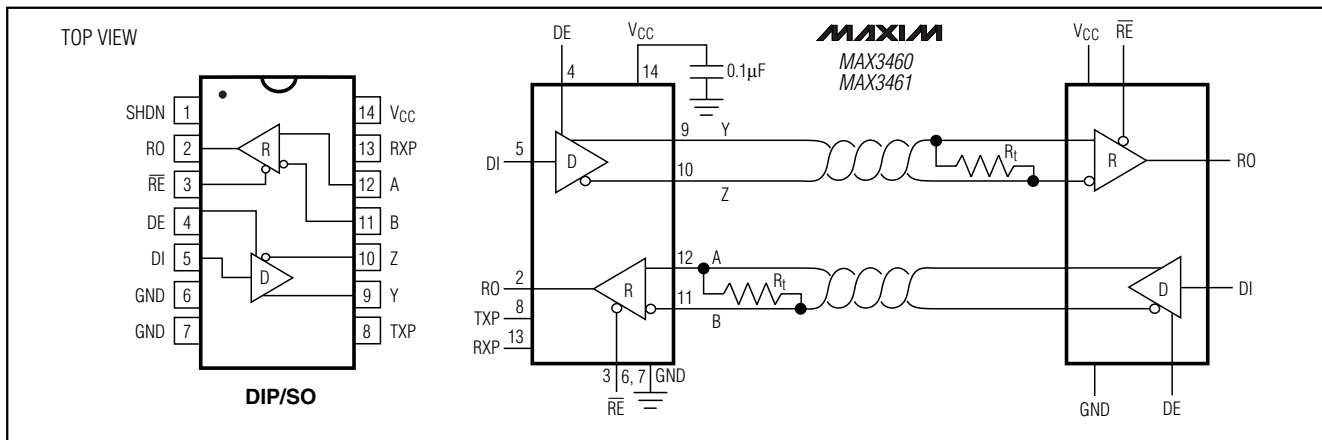 TOP VIEW
SHDN 1
RO 2
R̅E̅ 3
DE 4
DI 5
GND 6
GND 7
14 VCC
13 RXP
12 A
11 B
10 Z
9 Y
8 TXP
R
D
DIP/SO
DE
4
VCC
14
0.1µF
MAXIM
MAX3460
MAX3461
VCC
R̅E̅
DI 5
D
9 Y
10
Z
Rt
R
RO
RO 2
TXP 8
RXP 13
R
12 A
11
B
Rt
D
DI
3
R̅E̅
6, 7 GND
GND
DE